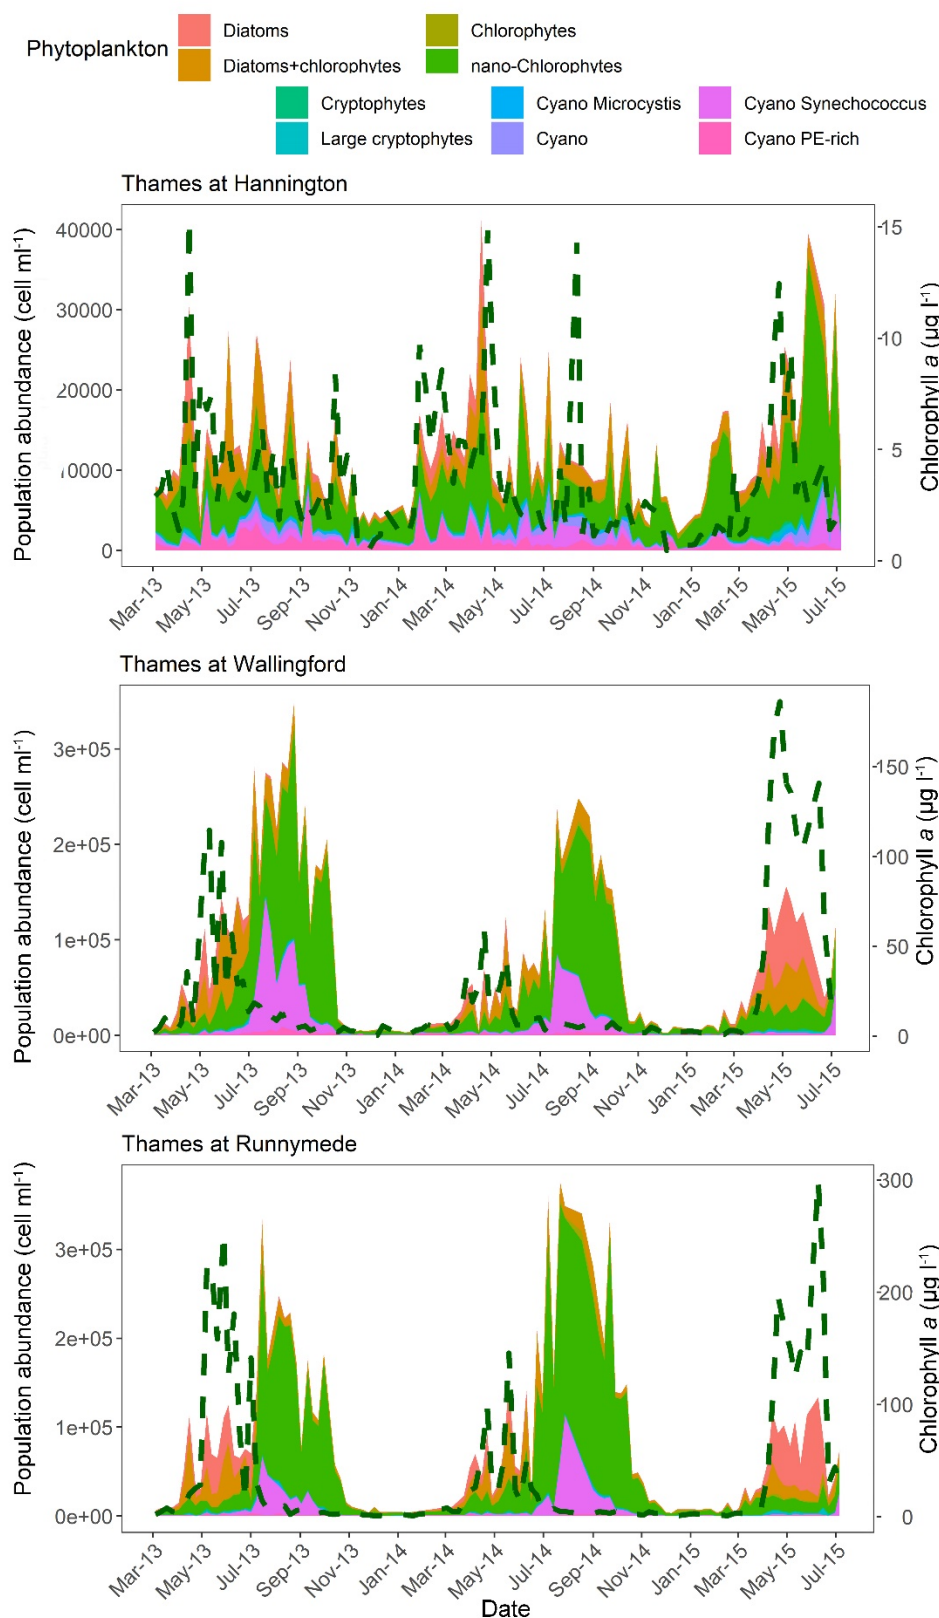 Phytoplankton
Diatoms
Chlorophytes
Diatoms+chlorophytes
nano-Chlorophytes
Cryptophytes
Cyano Microcystis
Cyano Synechococcus
Large cryptophytes
Cyano
Cyano PE-rich
Thames at Hannington
Population abundance (cell ml⁻¹)
40000
30000
20000
10000
0
15
10
5
0
Chlorophyll a (µg l⁻¹)
Mar-13 May-13 Jul-13 Sep-13 Nov-13 Jan-14 Mar-14 May-14 Jul-14 Sep-14 Nov-14 Jan-15 Mar-15 May-15 Jul-15
Thames at Wallingford
Population abundance (cell ml⁻¹)
3e+05
2e+05
1e+05
0e+00
150
100
50
0
Chlorophyll a (µg l⁻¹)
Mar-13 May-13 Jul-13 Sep-13 Nov-13 Jan-14 Mar-14 May-14 Jul-14 Sep-14 Nov-14 Jan-15 Mar-15 May-15 Jul-15
Thames at Runnymede
Population abundance (cell ml⁻¹)
3e+05
2e+05
1e+05
0e+00
300
200
100
0
Chlorophyll a (µg l⁻¹)
Mar-13 May-13 Jul-13 Sep-13 Nov-13 Jan-14 Mar-14 May-14 Jul-14 Sep-14 Nov-14 Jan-15 Mar-15 May-15 Jul-15
Date